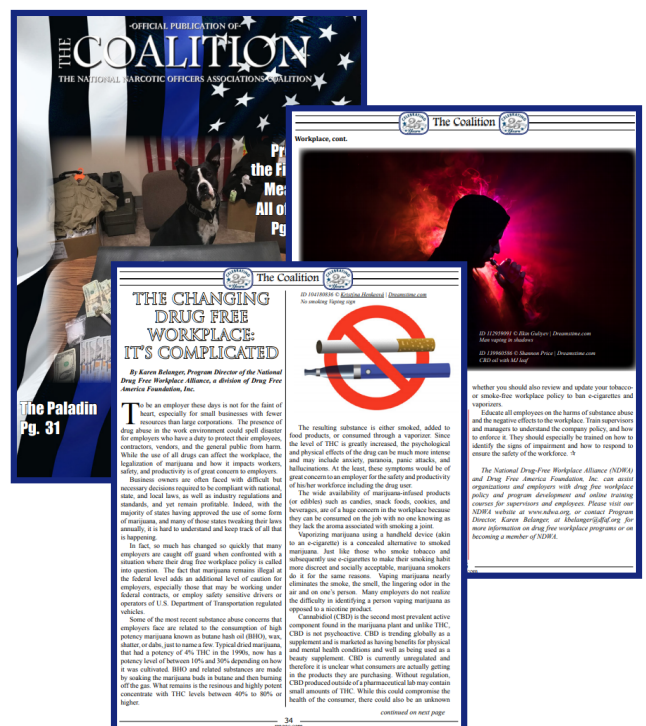 -OFFICIAL PUBLICATION OF-
THE COALITION
THE NATIONAL NARCOTIC OFFICERS ASSOCIATIONS COALITION
Pr
the Fi
Me
All of
Pg
The Paladin
Pg. 31
The Coalition
Workplace, cont.
ID 112959091 © Ilkin Guliyev | Dreamstime.com
Man vaping in shadows
ID 139960586 © Shannon Price | Dreamstime.com
CBD oil with MJ leaf
whether you should also review and update your tobacco-
or smoke-free workplace policy to ban e-cigarettes and
vaporizers.
Educate all employees on the harms of substance abuse
and the negative effects to the workplace. Train supervisors
and managers to understand the company policy, and how
to enforce it. They should especially be trained on how to
identify the signs of impairment and how to respond to
ensure the safety of the workforce.
The National Drug-Free Workplace Alliance (NDWA)
and Drug Free America Foundation, Inc. can assist
organizations and employers with drug free workplace
policy and program development and online training
courses for supervisors and employees. Please visit our
NDWA website at www.ndwa.org, or contact Program
Director, Karen Belanger, at kbelanger@dfaf.org for
more information on drug free workplace programs or on
becoming a member of NDWA.
The Coalition
THE CHANGING
DRUG FREE
WORKPLACE:
IT'S COMPLICATED
By Karen Belanger, Program Director of the National
Drug Free Workplace Alliance, a division of Drug Free
America Foundation, Inc.
To be an employer these days is not for the faint of
heart, especially for small businesses with fewer
resources than large corporations. The presence of
drug abuse in the work environment could spell disaster
for employers who have a duty to protect their employees,
contractors, vendors, and the general public from harm.
While the use of all drugs can affect the workplace, the
legalization of marijuana and how it impacts workers,
safety, and productivity is of great concern to employers.
Business owners are often faced with difficult but
necessary decisions required to be compliant with national,
state, and local laws, as well as industry regulations and
standards, and yet remain profitable. Indeed, with the
majority of states having approved the use of some form
of marijuana, and many of those states tweaking their laws
annually, it is hard to understand and keep track of all that
is happening.
In fact, so much has changed so quickly that many
employers are caught off guard when confronted with a
situation where their drug free workplace policy is called
into question. The fact that marijuana remains illegal at
the federal level adds an additional level of caution for
employers, especially those that may be working under
federal contracts, or employ safety sensitive drivers or
operators of U.S. Department of Transportation regulated
vehicles.
Some of the most recent substance abuse concerns that
employers face are related to the consumption of high
potency marijuana known as butane hash oil (BHO), wax,
shatter, or dabs, just to name a few. Typical dried marijuana,
that had a potency of 4% THC in the 1990s, now has a
potency level of between 10% and 30% depending on how
it was cultivated. BHO and related substances are made
by soaking the marijuana buds in butane and then burning
off the gas. What remains is the resinous and highly potent
concentrate with THC levels between 40% to 80% or
higher.
ID 104180836 © Kristina Henkeová | Dreamstime.com
No smoking Vaping sign
The resulting substance is either smoked, added to
food products, or consumed through a vaporizer. Since
the level of THC is greatly increased, the psychological
and physical effects of the drug can be much more intense
and may include anxiety, paranoia, panic attacks, and
hallucinations. At the least, these symptoms would be of
great concern to an employer for the safety and productivity
of his/her workforce including the drug user.
The wide availability of marijuana-infused products
(or edibles) such as candies, snack foods, cookies, and
beverages, are of a huge concern in the workplace because
they can be consumed on the job with no one knowing as
they lack the aroma associated with smoking a joint.
Vaporizing marijuana using a handheld device (akin
to an e-cigarette) is a concealed alternative to smoked
marijuana. Just like those who smoke tobacco and
subsequently use e-cigarettes to make their smoking habit
more discreet and socially acceptable, marijuana smokers
do it for the same reasons. Vaping marijuana nearly
eliminates the smoke, the smell, the lingering odor in the
air and on one's person. Many employers do not realize
the difficulty in identifying a person vaping marijuana as
opposed to a nicotine product.
Cannabidiol (CBD) is the second most prevalent active
component found in the marijuana plant and unlike THC,
CBD is not psychoactive. CBD is trending globally as a
supplement and is marketed as having benefits for physical
and mental health conditions and well as being used as a
beauty supplement. CBD is currently unregulated and
therefore it is unclear what consumers are actually getting
in the products they are purchasing. Without regulation,
CBD produced outside of a pharmaceutical lab may contain
small amounts of THC. While this could compromise the
health of the consumer, there could also be an unknown
continued on next page
34